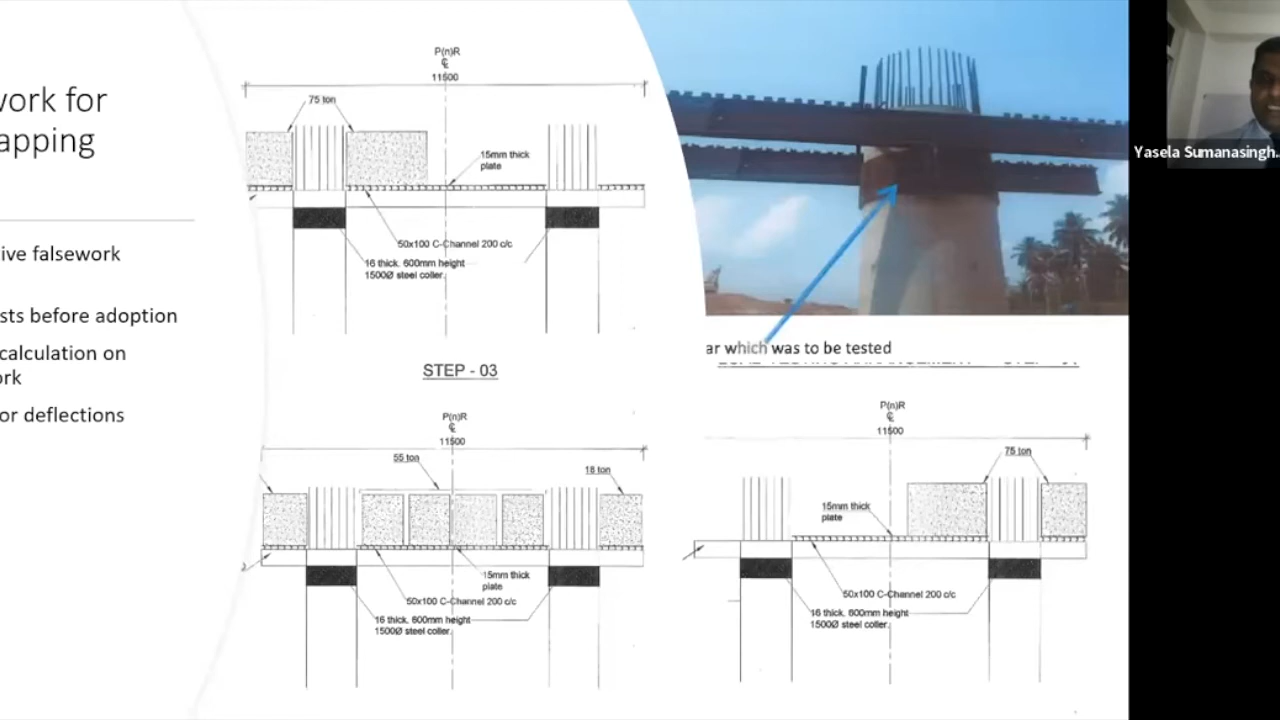 work for
apping
ive falsework
sts before adoption
calculation on
ork
or deflections
P(n)R
11500
75 ton
15mm thick
plate
50x100 C-Channel 200 c/c
16 thick. 600mm height
1500Ø steel coller.
STEP - 03
P(n)R
11500
55 ton
18 ton
15mm thick
plate
50x100 C-Channel 200 c/c
16 thick. 600mm height
1500Ø steel coller.
ar which was to be tested
P(n)R
11500
75 ton
15mm thick
plate
50x100 C-Channel 200 c/c
16 thick. 600mm height
1500Ø steel coller.
Yasela Sumanasingh...